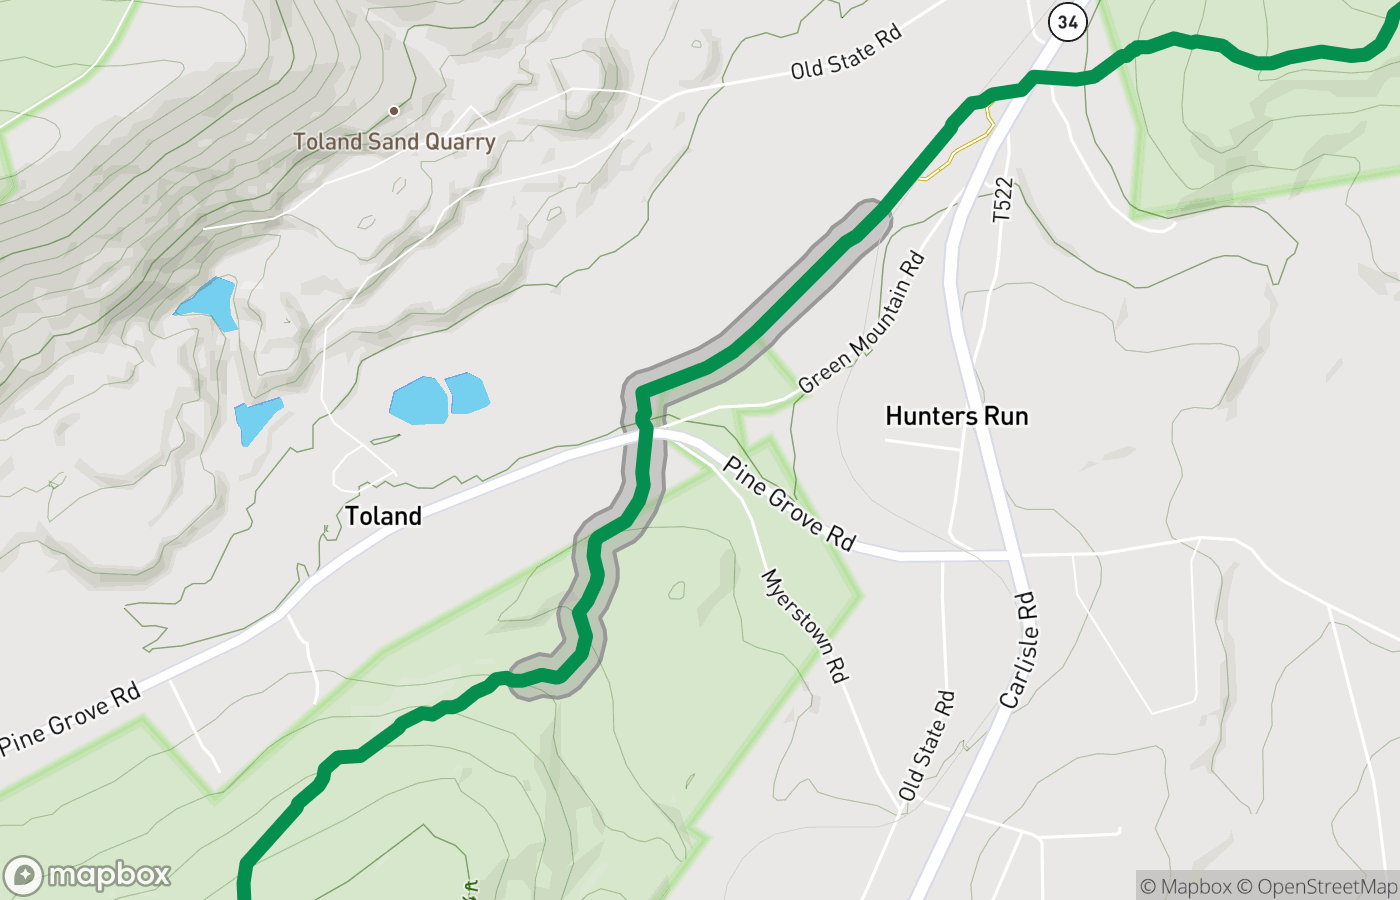 34
Old State Rd
Toland Sand Quarry
T522
Green Mountain Rd
Hunters Run
Pine Grove Rd
Toland
Myerstown Rd
Carlisle Rd
Pine Grove Rd
Old State Rd
mapbox
© Mapbox © OpenStreetMap